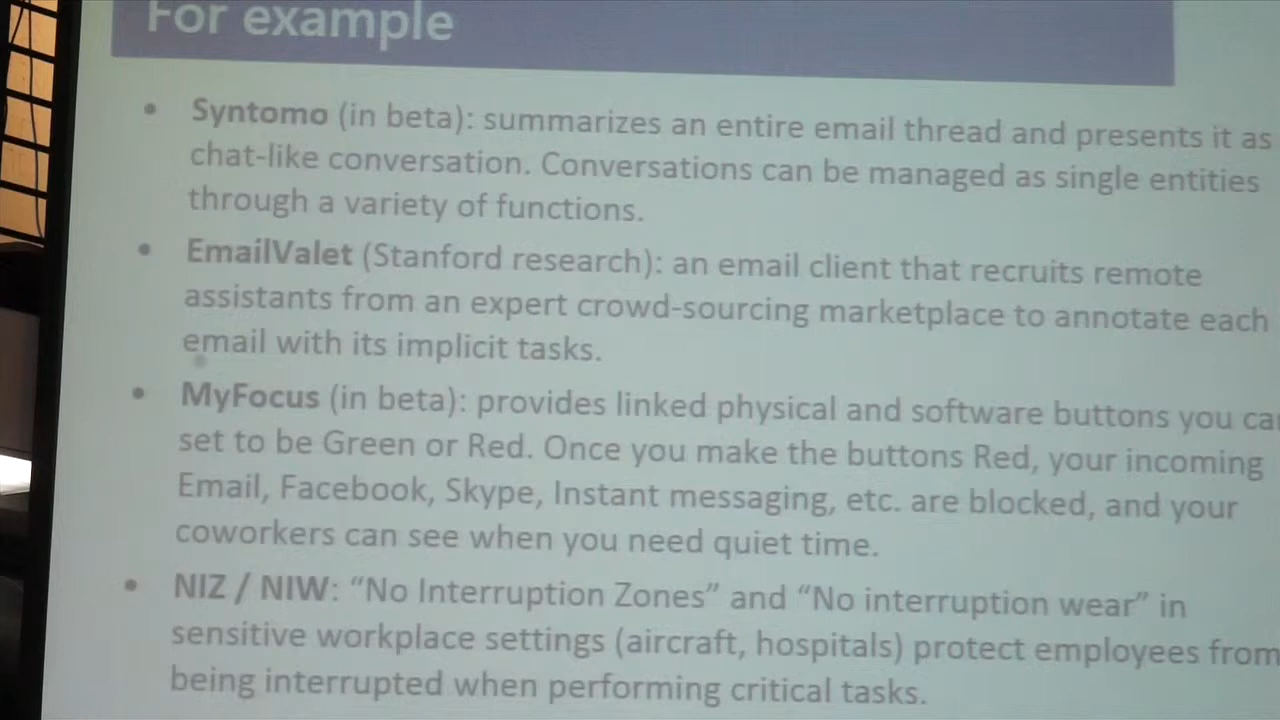 For example
• Syntomo (in beta): summarizes an entire email thread and presents it as
chat-like conversation. Conversations can be managed as single entities
through a variety of functions.
• EmailValet (Stanford research): an email client that recruits remote
assistants from an expert crowd-sourcing marketplace to annotate each
email with its implicit tasks.
• MyFocus (in beta): provides linked physical and software buttons you ca
set to be Green or Red. Once you make the buttons Red, your incoming
Email, Facebook, Skype, Instant messaging, etc. are blocked, and your
coworkers can see when you need quiet time.
• NIZ / NIW: “No Interruption Zones” and “No interruption wear” in
sensitive workplace settings (aircraft, hospitals) protect employees from
being interrupted when performing critical tasks.